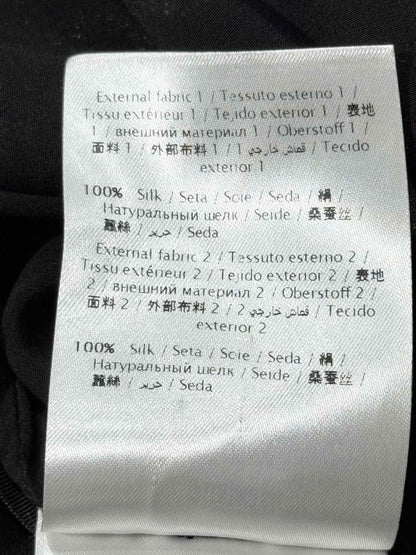 External fabric 1 / Tessuto esterno 1 /
Tissu extérieur 1 / Tejido exterior 1 / 表地
1 / внешний материал 1 / Oberstoff 1 /
面料 1 / 外部布料 1 / 1 قماش خارجي / Tecido
exterior 1
100% Silk / Seta / Soie / Seda / 絹 /
Натуральный шелк / Seide / 桑蚕丝 /
蠶絲 / حرير / Seda
External fabric 2 / Tessuto esterno 2 /
Tissu extérieur 2 / Tejido exterior 2 / 表地
2 / внешний материал 2 / Oberstoff 2 /
面料 2 / 外部布料 2 / 2 قماش خارجي / Tecido
exterior 2
100% Silk / Seta / Soie / Seda / 絹 /
Натуральный шелк / Seide / 桑蚕丝 /
蠶絲 / حرير / Seda